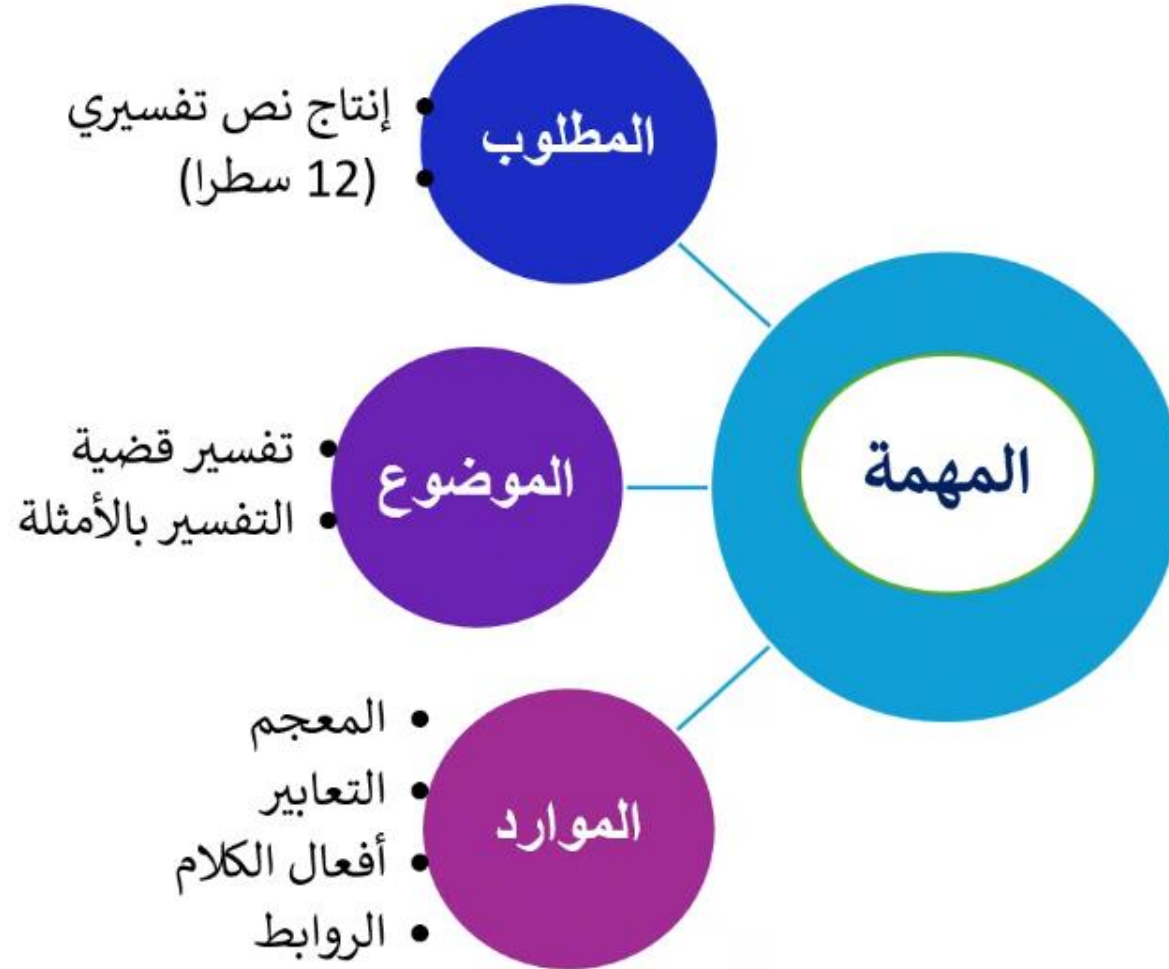 المهمة
المطلوب
إنتاج نص تفسيري
(12 سطرا)
الموضوع
تفسير قضية
التفسير بالأمثلة
الموارد
المعجم
التعابير
أفعال الكلام
الروابط